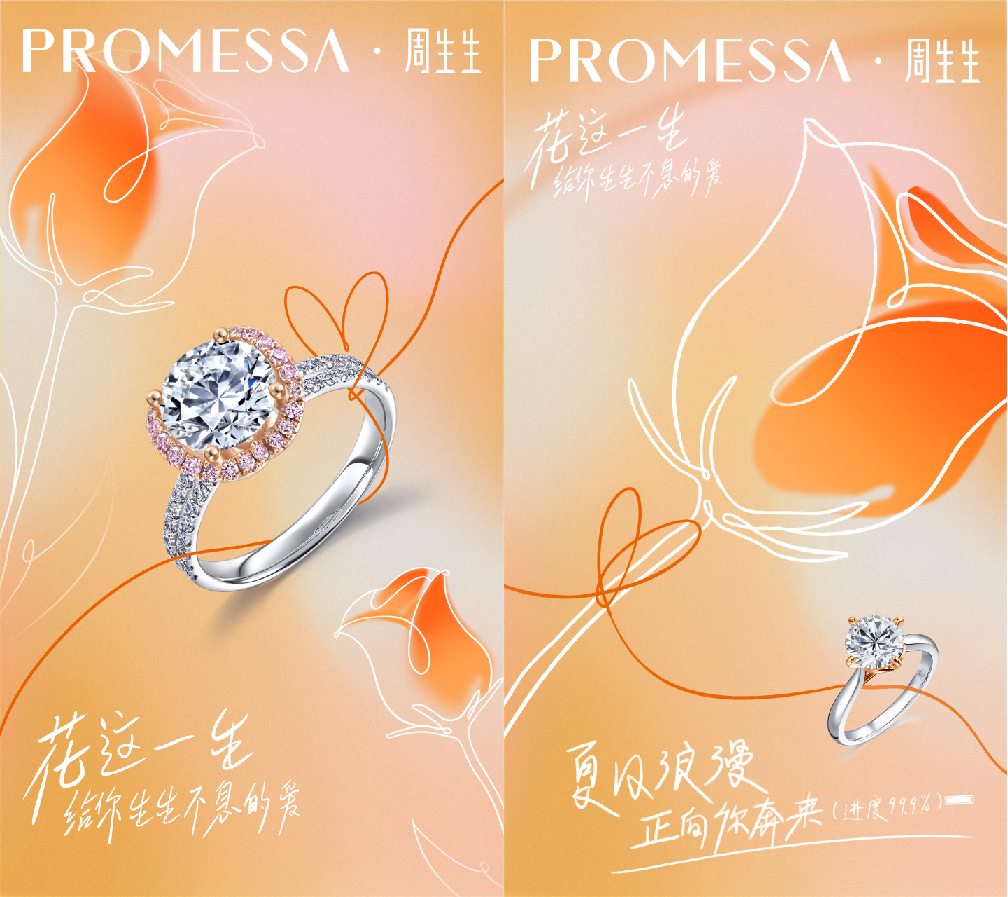 PROMESSA · 周生生
花这一生
给你生生不息的爱
PROMESSA · 周生生
花这一生
给你生生不息的爱
夏日浪漫
正向你奔来（进度99.9%）